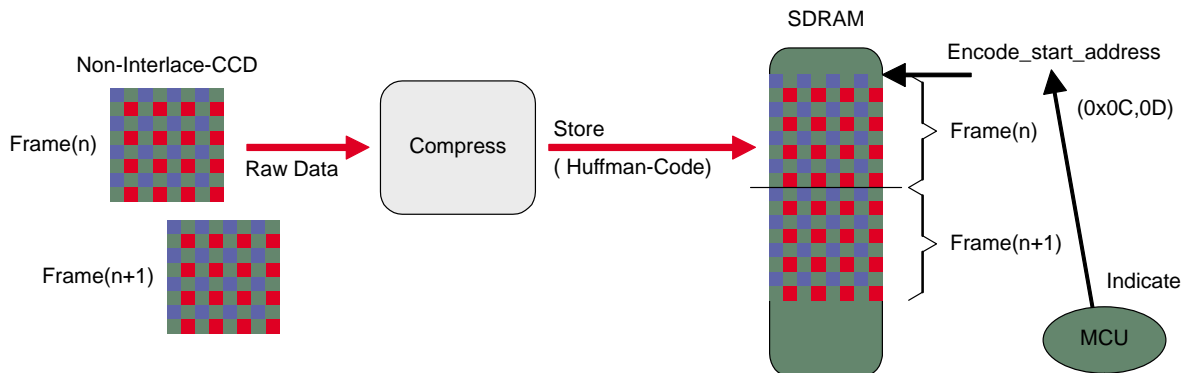 SDRAM
Non-Interlace-CCD
Encode_start_address
(0x0C,0D)
Frame(n)
Raw Data
Compress
Store
( Huffman-Code)
Frame(n)
Frame(n+1)
Frame(n+1)
Indicate
MCU